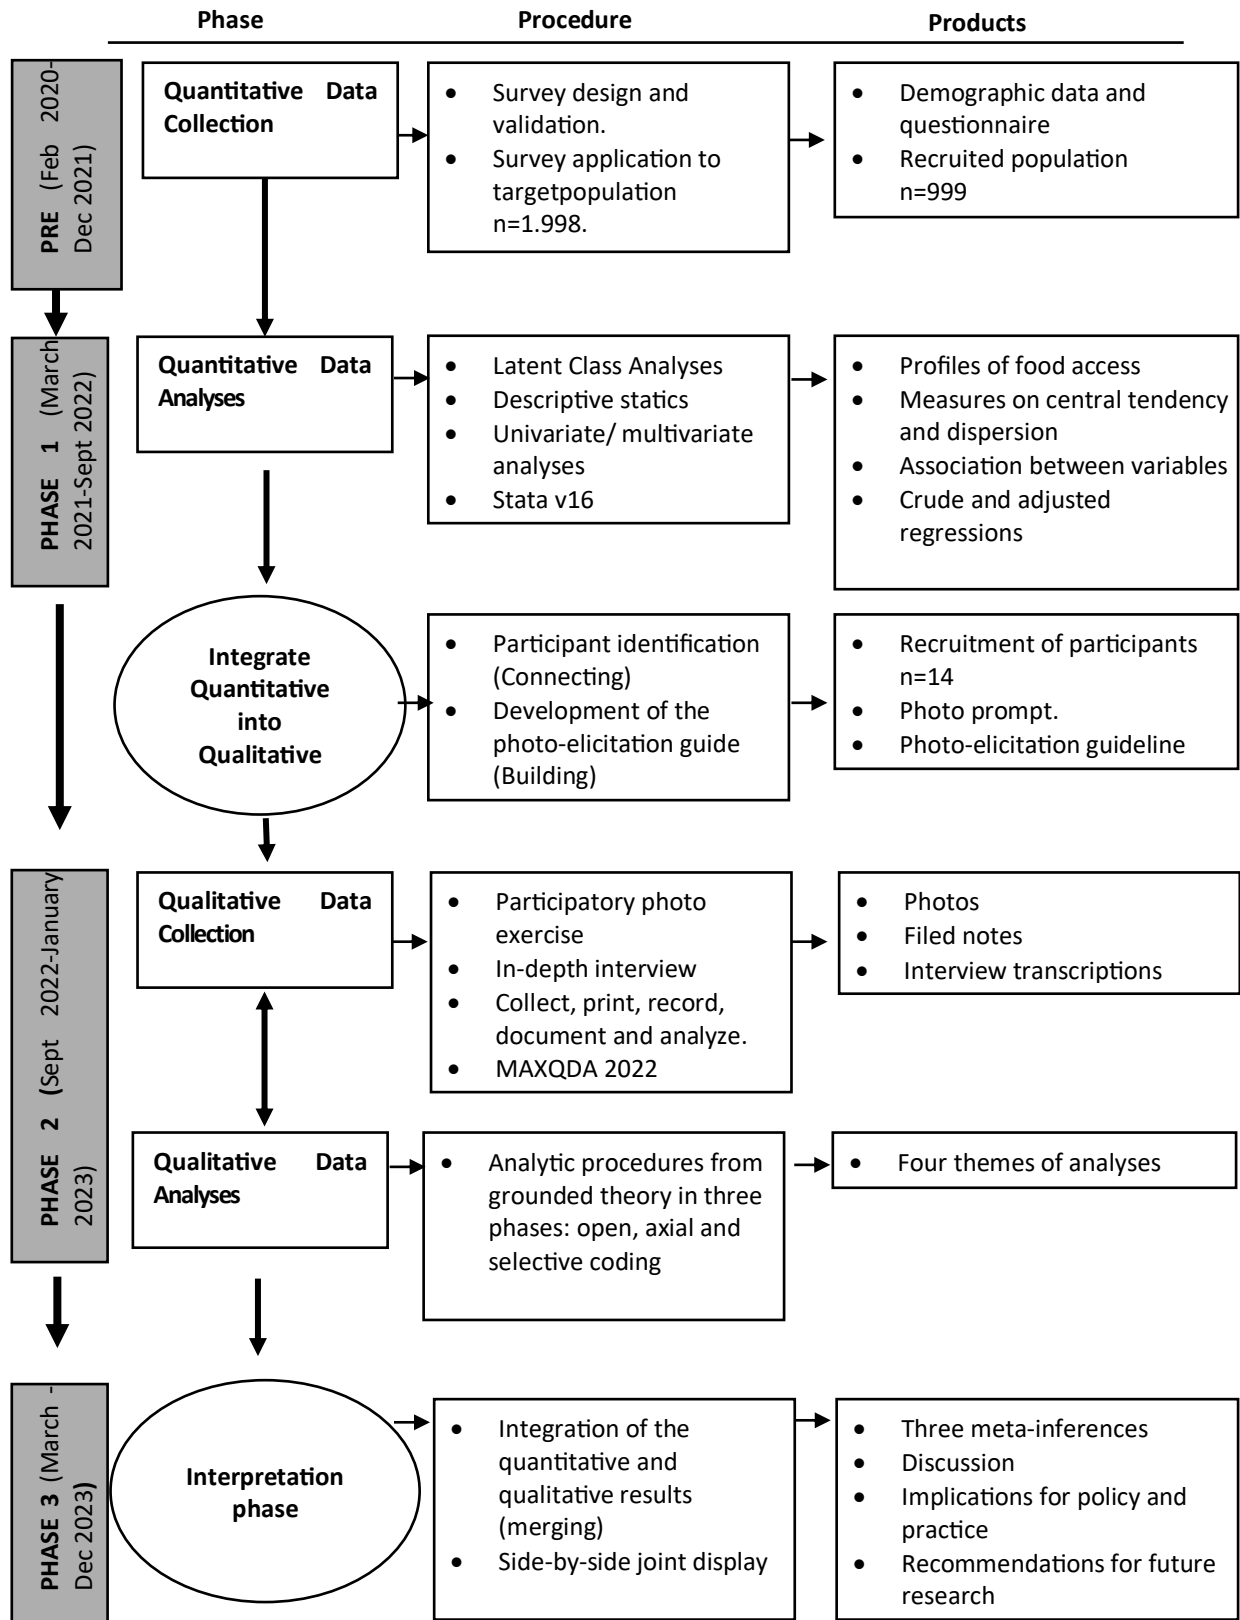 Phase
Procedure
Products
PRE (Feb 2020-
Dec 2021)
Quantitative Data
Collection
• Survey design and
validation.
• Survey application to
targetpopulation
n=1.998.
• Demographic data and
questionnaire
• Recruited population
n=999
PHASE 1 (March
2021-Sept 2022)
Quantitative Data
Analyses
• Latent Class Analyses
• Descriptive statics
• Univariate/ multivariate
analyses
• Stata v16
• Profiles of food access
• Measures on central tendency
and dispersion
• Association between variables
• Crude and adjusted
regressions
Integrate
Quantitative
into
Qualitative
• Participant identification
(Connecting)
• Development of the
photo-elicitation guide
(Building)
• Recruitment of participants
n=14
• Photo prompt.
• Photo-elicitation guideline
PHASE 2 (Sept 2022-January
2023)
Qualitative Data
Collection
• Participatory photo
exercise
• In-depth interview
• Collect, print, record,
document and analyze.
• MAXQDA 2022
• Photos
• Filed notes
• Interview transcriptions
Qualitative Data
Analyses
• Analytic procedures from
grounded theory in three
phases: open, axial and
selective coding
• Four themes of analyses
PHASE 3 (March -
Dec 2023)
Interpretation
phase
• Integration of the
quantitative and
qualitative results
(merging)
• Side-by-side joint display
• Three meta-inferences
• Discussion
• Implications for policy and
practice
• Recommendations for future
research